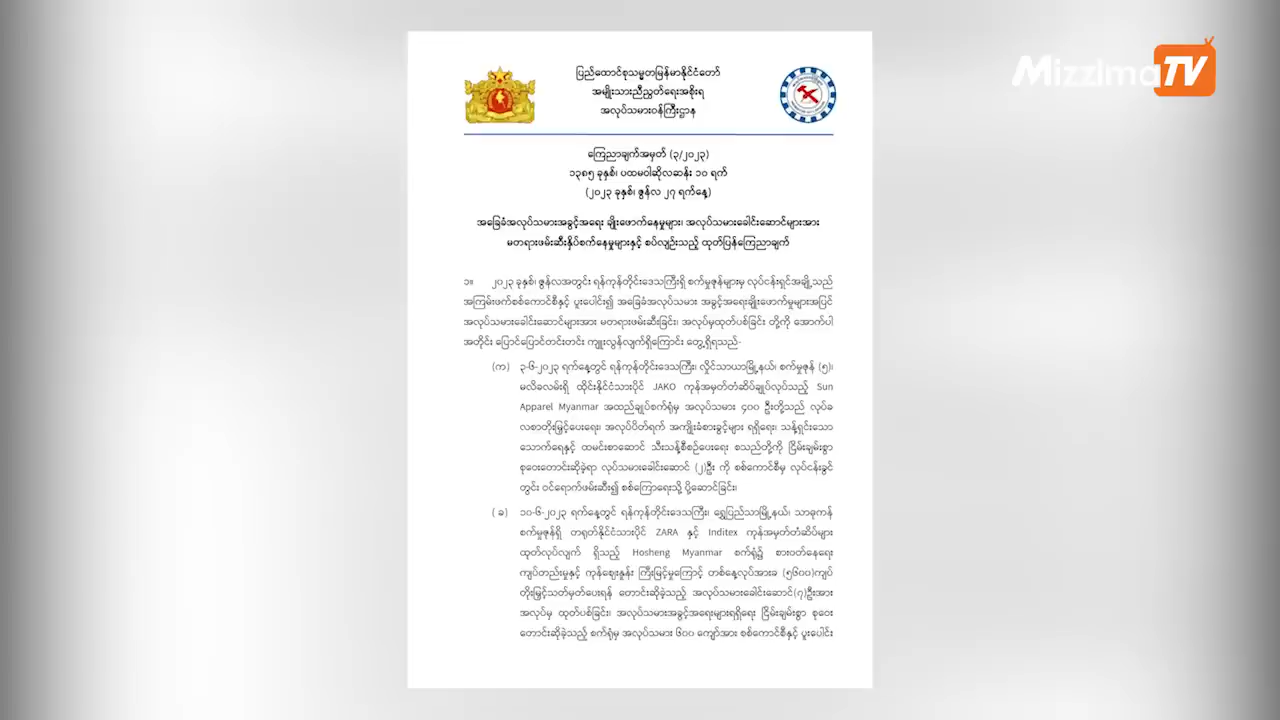 Mizzima TV
ပြည်ထောင်စုသမ္မတမြန်မာနိုင်ငံတော်
အမျိုးသားညီညွတ်ရေးအစိုးရ
အလုပ်သမားဝန်ကြီးဌာန
ကြေညာချက်အမှတ် (၃/၂၀၂၃)
၁၃၈၅ ခုနှစ်၊ ပထမဝါဆိုလဆန်း ၁၀ ရက်
(၂၀၂၃ ခုနှစ်၊ ဇွန်လ ၂၇ ရက်နေ့)
အခြေခံအလုပ်သမားအခွင့်အရေး ချိုးဖောက်နေမှုများ၊ အလုပ်သမားခေါင်းဆောင်များအား
မတရားဖမ်းဆီးနှိပ်စက်နေမှုများနှင့် စပ်လျဉ်းသည့် ထုတ်ပြန်ကြေညာချက်
၁။ ၂၀၂၃ ခုနှစ်၊ ဇွန်လအတွင်း ရန်ကုန်တိုင်းဒေသကြီးရှိ စက်မှုဇုန်များမှ လုပ်ငန်းရှင်အချို့သည်
အကြမ်းဖက်စစ်ကောင်စီနှင့် ပူးပေါင်း၍ အခြေခံအလုပ်သမား အခွင့်အရေးချိုးဖောက်မှုများအပြင်
အလုပ်သမားခေါင်းဆောင်များအား မတရားဖမ်းဆီးခြင်း၊ အလုပ်မှထုတ်ပစ်ခြင်း တို့ကို အောက်ပါ
အတိုင်း ပြောင်ပြောင်တင်းတင်း ကျူးလွန်လျက်ရှိကြောင်း တွေ့ရှိရသည်-
(က) ၃-၆-၂၀၂၃ ရက်နေ့တွင် ရန်ကုန်တိုင်းဒေသကြီး၊ လှိုင်သာယာမြို့နယ်၊ စက်မှုဇုန် (၅)၊
မလိခလမ်းရှိ ထိုင်းနိုင်ငံသားပိုင် JAKO ကုန်အမှတ်တံဆိပ်ချုပ်လုပ်သည့် Sun
Apparel Myanmar အထည်ချုပ်စက်ရုံမှ အလုပ်သမား ၄၀၀ ဦးတို့သည် လုပ်ခ
လစာတိုးမြှင့်ပေးရေး၊ အလုပ်ပိတ်ရက် အကျိုးခံစားခွင့်များ ရရှိရေး၊ သန့်ရှင်းသော
သောက်ရေနှင့် ထမင်းစားဆောင် သီးသန့်စီစဉ်ပေးရေး စသည်တို့ကို ငြိမ်းချမ်းစွာ
စုဝေးတောင်းဆိုခဲ့ရာ လုပ်သမားခေါင်းဆောင် (၂)ဦး ကို စစ်ကောင်စီမှ လုပ်ငန်းခွင်
တွင်း ဝင်ရောက်ဖမ်းဆီး၍ စစ်ကြောရေးသို့ ပို့ဆောင်ခြင်း၊
(ခ) ၁၀-၆-၂၀၂၃ ရက်နေ့တွင် ရန်ကုန်တိုင်းဒေသကြီး၊ ရွှေပြည်သာမြို့နယ်၊ သာဓုကန်
စက်မှုဇုန်ရှိ တရုတ်နိုင်ငံသားပိုင် ZARA နှင့် Inditex ကုန်အမှတ်တံဆိပ်များ
ထုတ်လုပ်လျက် ရှိသည့် Hosheng Myanmar စက်ရုံ၌ စားဝတ်နေရေး
ကျပ်တည်းမှုနှင့် ကုန်ဈေးနှုန်း ကြီးမြင့်မှုကြောင့် တစ်နေ့လုပ်အားခ (၅၆၀၀)ကျပ်
တိုးမြှင့်သတ်မှတ်ပေးရန် တောင်းဆိုခဲ့သည့် အလုပ်သမားခေါင်းဆောင်(၇)ဦးအား
အလုပ်မှ ထုတ်ပစ်ခြင်း၊ အလုပ်သမားအခွင့်အရေးများရရှိရေး ငြိမ်းချမ်းစွာ စုဝေး
တောင်းဆိုခဲ့သည့် စက်ရုံမှ အလုပ်သမား ၆၀၀ ကျော်အား စစ်ကောင်စီနှင့် ပူးပေါင်း